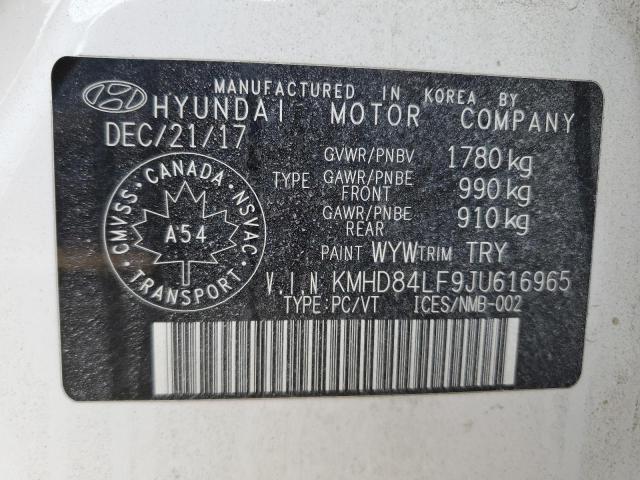 MANUFACTURED IN KOREA BY
HYUNDAI MOTOR COMPANY
DEC/21/17
GVWR/PNBV 1780 kg
TYPE GAWR/PNBE FRONT 990 kg
GAWR/PNBE REAR 910 kg
CMVSS · CANADA · NSVAC
A54
TRANSPORT
PAINT WYW TRIM TRY
V.I.N KMHD84LF9JU616965
TYPE:PC/VT ICES/NMB-002